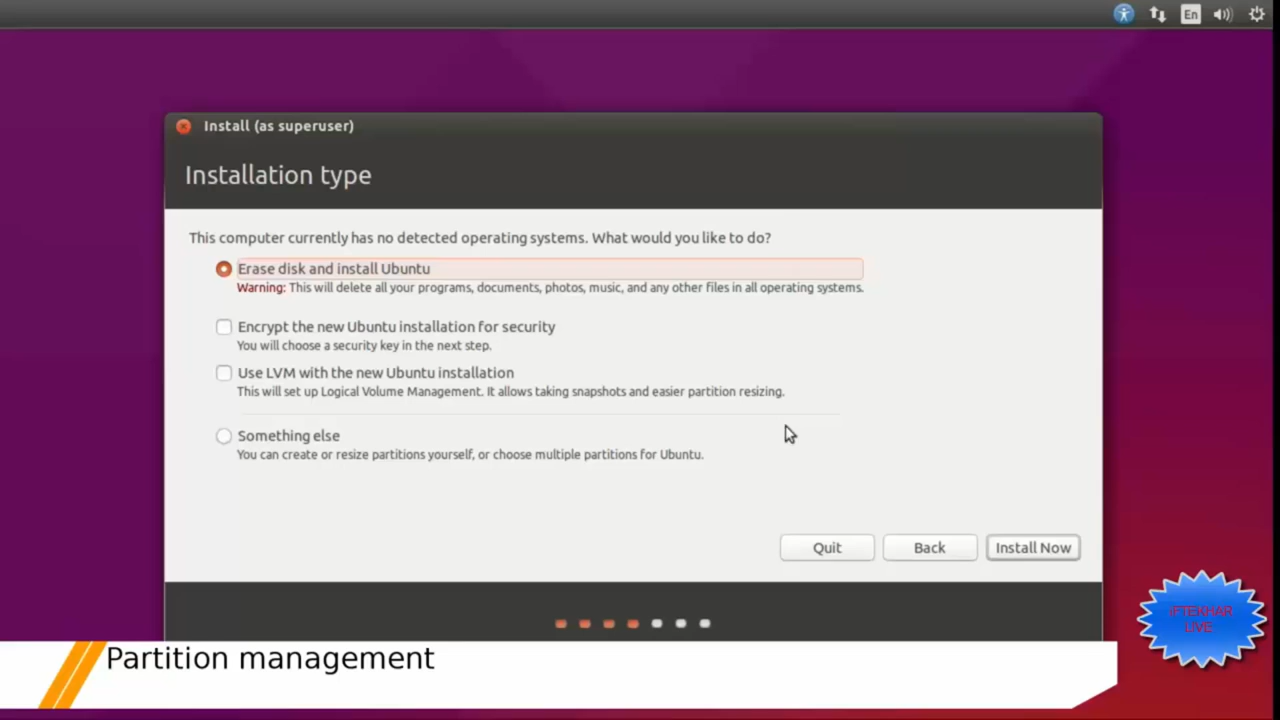 En
Install (as superuser)
Installation type
This computer currently has no detected operating systems. What would you like to do?
Erase disk and install Ubuntu
Warning: This will delete all your programs, documents, photos, music, and any other files in all operating systems.
Encrypt the new Ubuntu installation for security
You will choose a security key in the next step.
Use LVM with the new Ubuntu installation
This will set up Logical Volume Management. It allows taking snapshots and easier partition resizing.
Something else
You can create or resize partitions yourself, or choose multiple partitions for Ubuntu.
Quit
Back
Install Now
iFTEKHAR
LIVE
Partition management